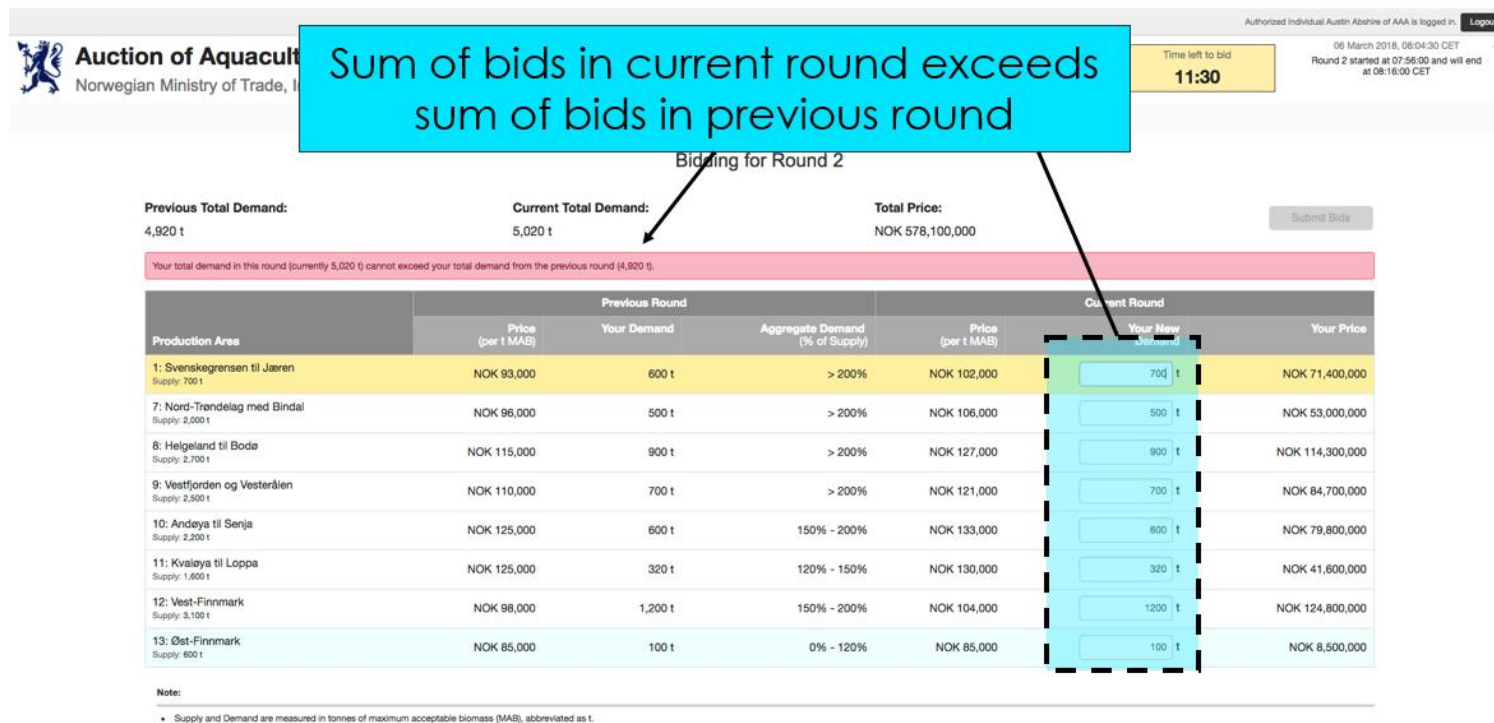 Authorized Individual Austin Abshire of AAA is logged in. Logou
Auction of Aquacult
Norwegian Ministry of Trade, I
Sum of bids in current round exceeds
sum of bids in previous round
Time left to bid
11:30
06 March 2018, 08:04:30 CET
Round 2 started at 07:56:00 and will end
at 08:16:00 CET
Bidding for Round 2
Previous Total Demand: Current Total Demand: Total Price:
4,920 t 5,020 t NOK 578,100,000
Submit Bids
Your total demand in this round (currently 5,020 t) cannot exceed your total demand from the previous round (4,920 t).
Previous Round Current Round
Production Area Price (per t MAB) Your Demand Aggregate Demand (% of Supply) Price (per t MAB) Your New Demand Your Price
1: Svenskegrensen til Jæren NOK 93,000 600 t > 200% NOK 102,000 700 t NOK 71,400,000
Supply: 700 t
7: Nord-Trøndelag med Bindal NOK 96,000 500 t > 200% NOK 106,000 500 t NOK 53,000,000
Supply: 2,000 t
8: Helgeland til Bodø NOK 115,000 900 t > 200% NOK 127,000 900 t NOK 114,300,000
Supply: 2,700 t
9: Vestfjorden og Vesterålen NOK 110,000 700 t > 200% NOK 121,000 700 t NOK 84,700,000
Supply: 2,500 t
10: Andøya til Senja NOK 125,000 600 t 150% - 200% NOK 133,000 600 t NOK 79,800,000
Supply: 2,200 t
11: Kvaløya til Loppa NOK 125,000 320 t 120% - 150% NOK 130,000 320 t NOK 41,600,000
Supply: 1,600 t
12: Vest-Finnmark NOK 98,000 1,200 t 150% - 200% NOK 104,000 1200 t NOK 124,800,000
Supply: 3,100 t
13: Øst-Finnmark NOK 85,000 100 t 0% - 120% NOK 85,000 100 t NOK 8,500,000
Supply: 600 t
Note:
• Supply and Demand are measured in tonnes of maximum acceptable biomass (MAB), abbreviated as t.